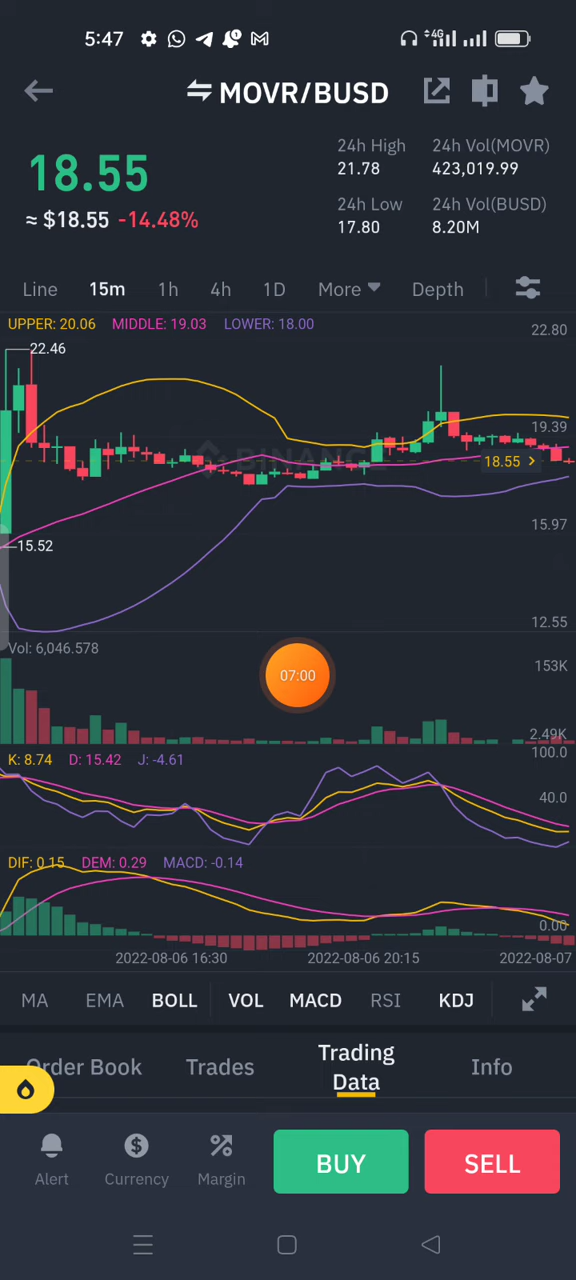 5:47
1
4G
MOVR/BUSD
24h High
24h Vol(MOVR)
18.55
21.78
423,019.99
24h Low
24h Vol(BUSD)
≈ $18.55 -14.48%
17.80
8.20M
Line 15m 1h 4h 1D More Depth
UPPER: 20.06 MIDDLE: 19.03 LOWER: 18.00
22.80
22.46
19.39
BINANCE
18.55 >
15.97
15.52
12.55
Vol: 6,046.578
153K
07:00
2.49K
100.0
K: 8.74 D: 15.42 J: -4.61
40.0
DIF: 0.15 DEM: 0.29 MACD: -0.14
0.00
2022-08-06 16:30 2022-08-06 20:15 2022-08-07
MA EMA BOLL VOL MACD RSI KDJ
Order Book Trades Trading Data Info
Alert Currency Margin BUY SELL